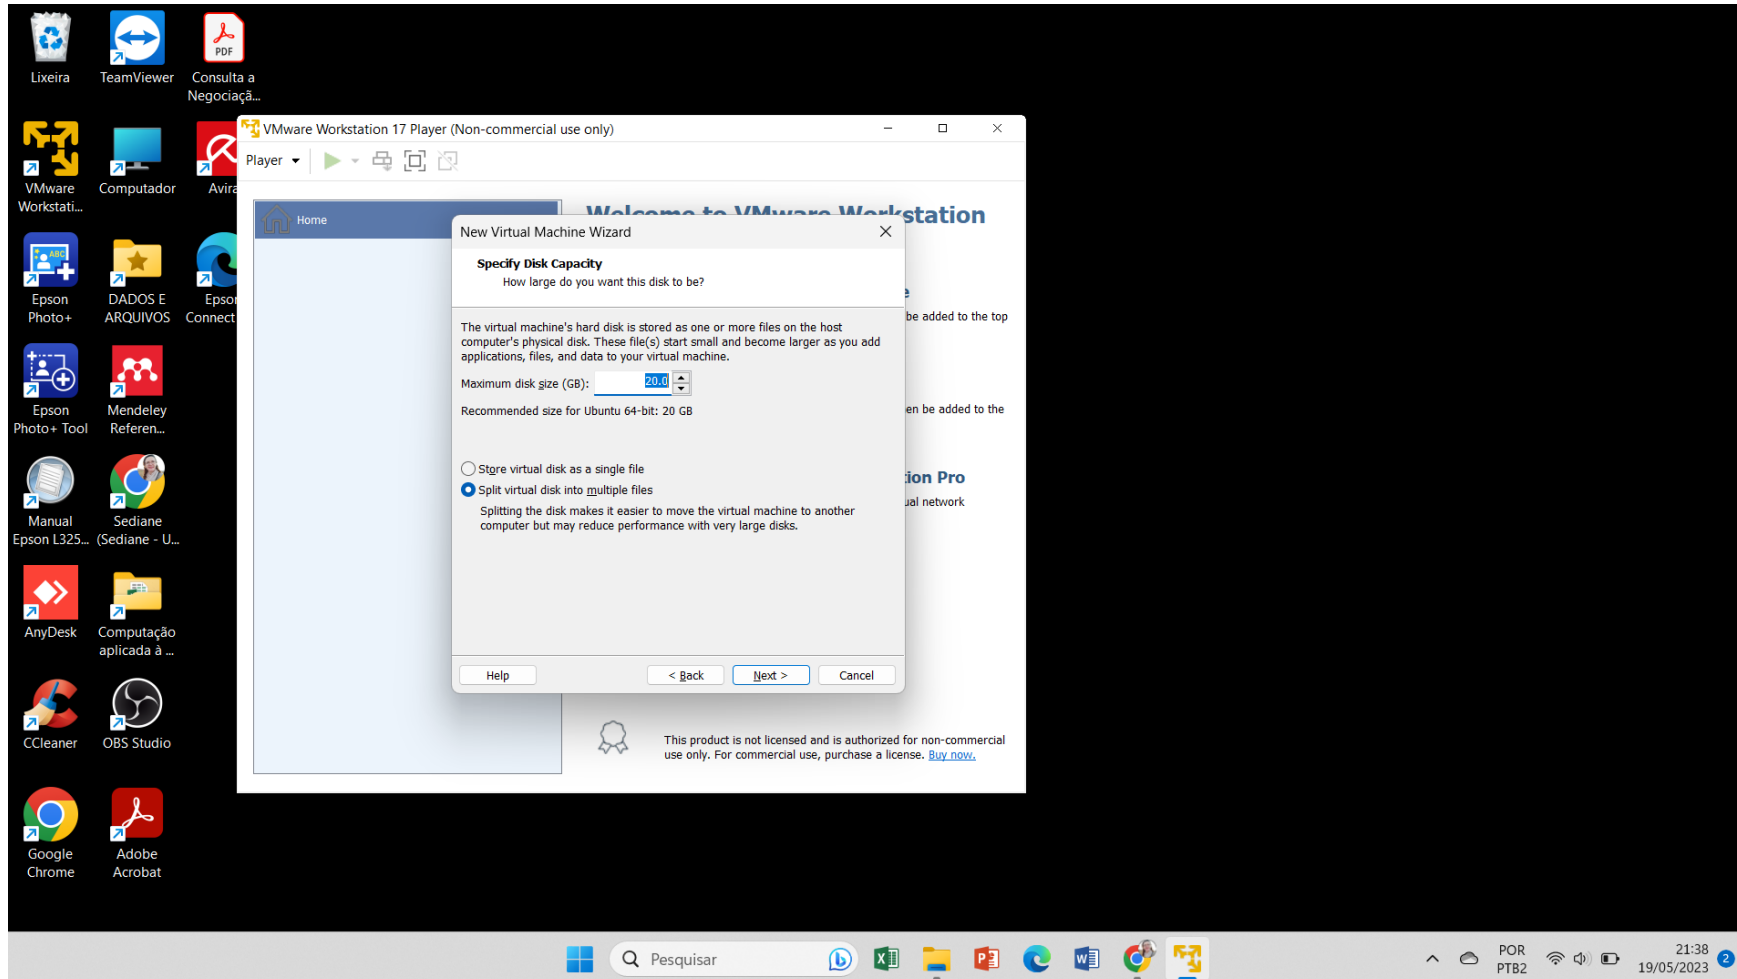 Lixeira
TeamViewer
PDF
Consulta a
Negociaçã...
VMware
Workstati...
Computador
Avira
ABC
Epson
Photo+
DADOS E
ARQUIVOS
Epson
Connect
Epson
Photo+ Tool
Mendeley
Referen...
Manual
Epson L325...
Sediane
(Sediane - U...
AnyDesk
Computação
aplicada à ...
CCleaner
OBS Studio
Google
Chrome
Adobe
Acrobat
VMware Workstation 17 Player (Non-commercial use only)
Player
Home
Welcome to VMware Workstation
New Virtual Machine Wizard
Specify Disk Capacity
How large do you want this disk to be?
The virtual machine's hard disk is stored as one or more files on the host
computer's physical disk. These file(s) start small and become larger as you add
applications, files, and data to your virtual machine.
Maximum disk size (GB): 20.0
Recommended size for Ubuntu 64-bit: 20 GB
Store virtual disk as a single file
Split virtual disk into multiple files
Splitting the disk makes it easier to move the virtual machine to another
computer but may reduce performance with very large disks.
Help
< Back
Next >
Cancel
be added to the top
be added to the
Pro
network
This product is not licensed and is authorized for non-commercial
use only. For commercial use, purchase a license. Buy now.
Pesquisar
POR
PTB2
21:38
19/05/2023
2